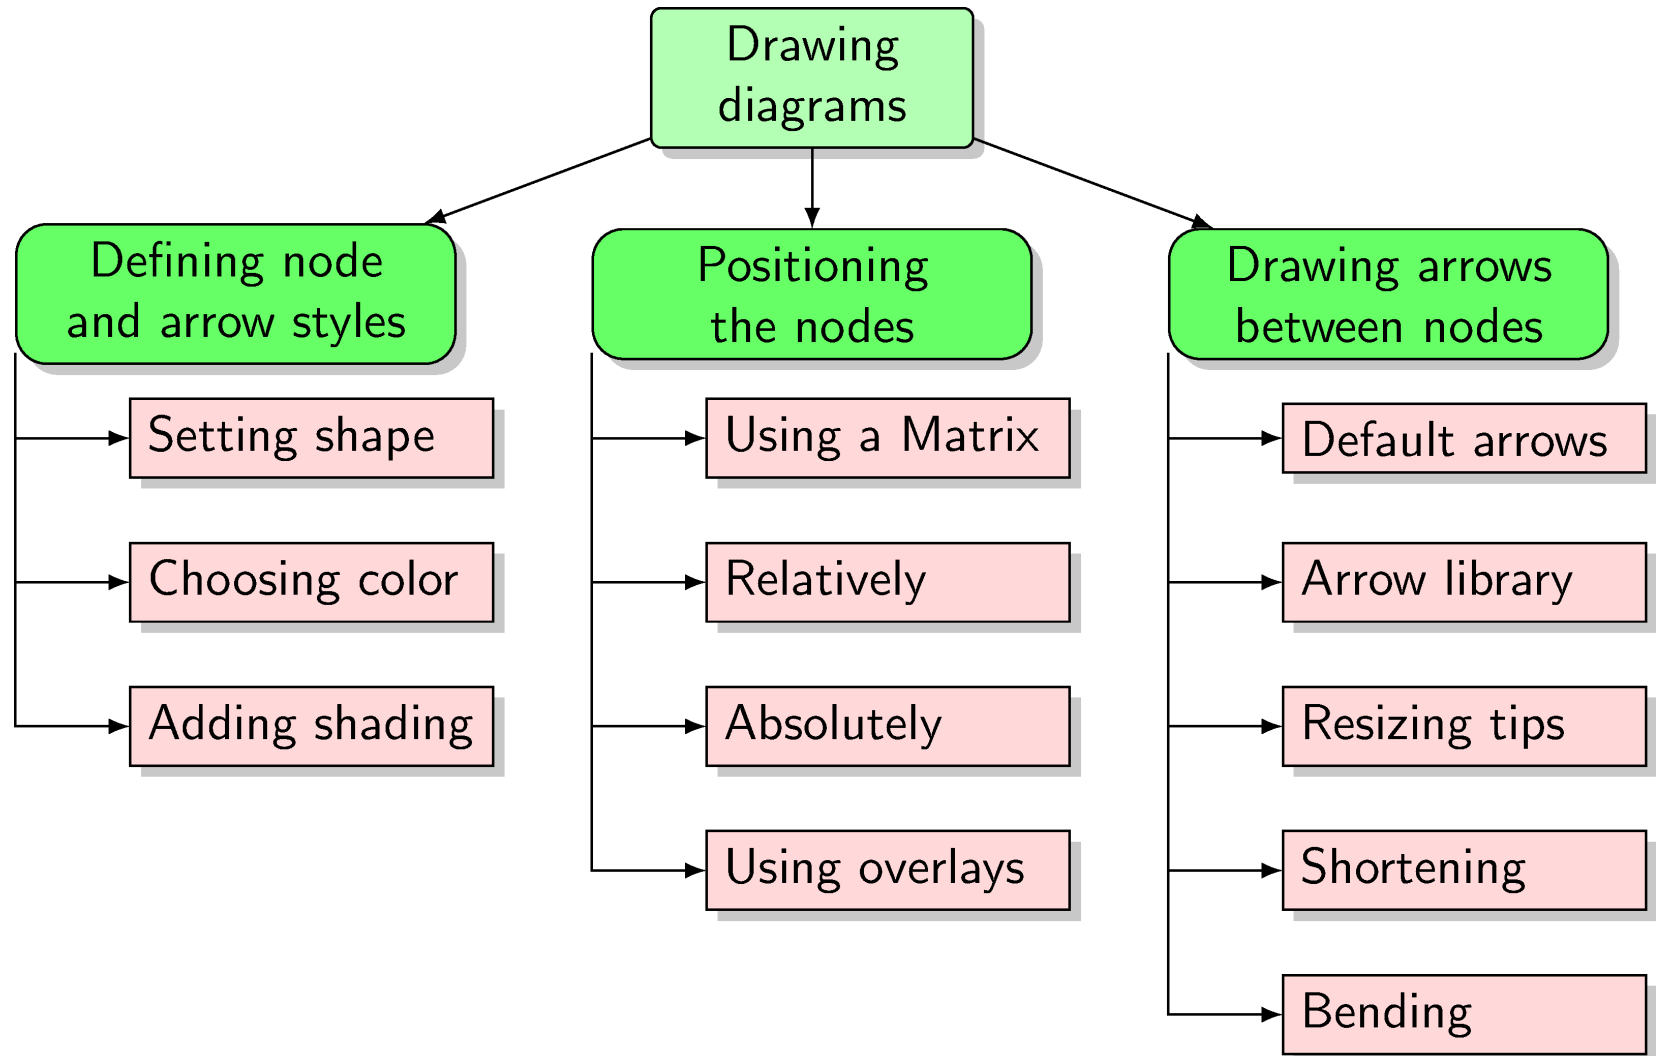 Drawing
diagrams
Defining node
and arrow styles
Setting shape
Choosing color
Adding shading
Positioning
the nodes
Using a Matrix
Relatively
Absolutely
Using overlays
Drawing arrows
between nodes
Default arrows
Arrow library
Resizing tips
Shortening
Bending